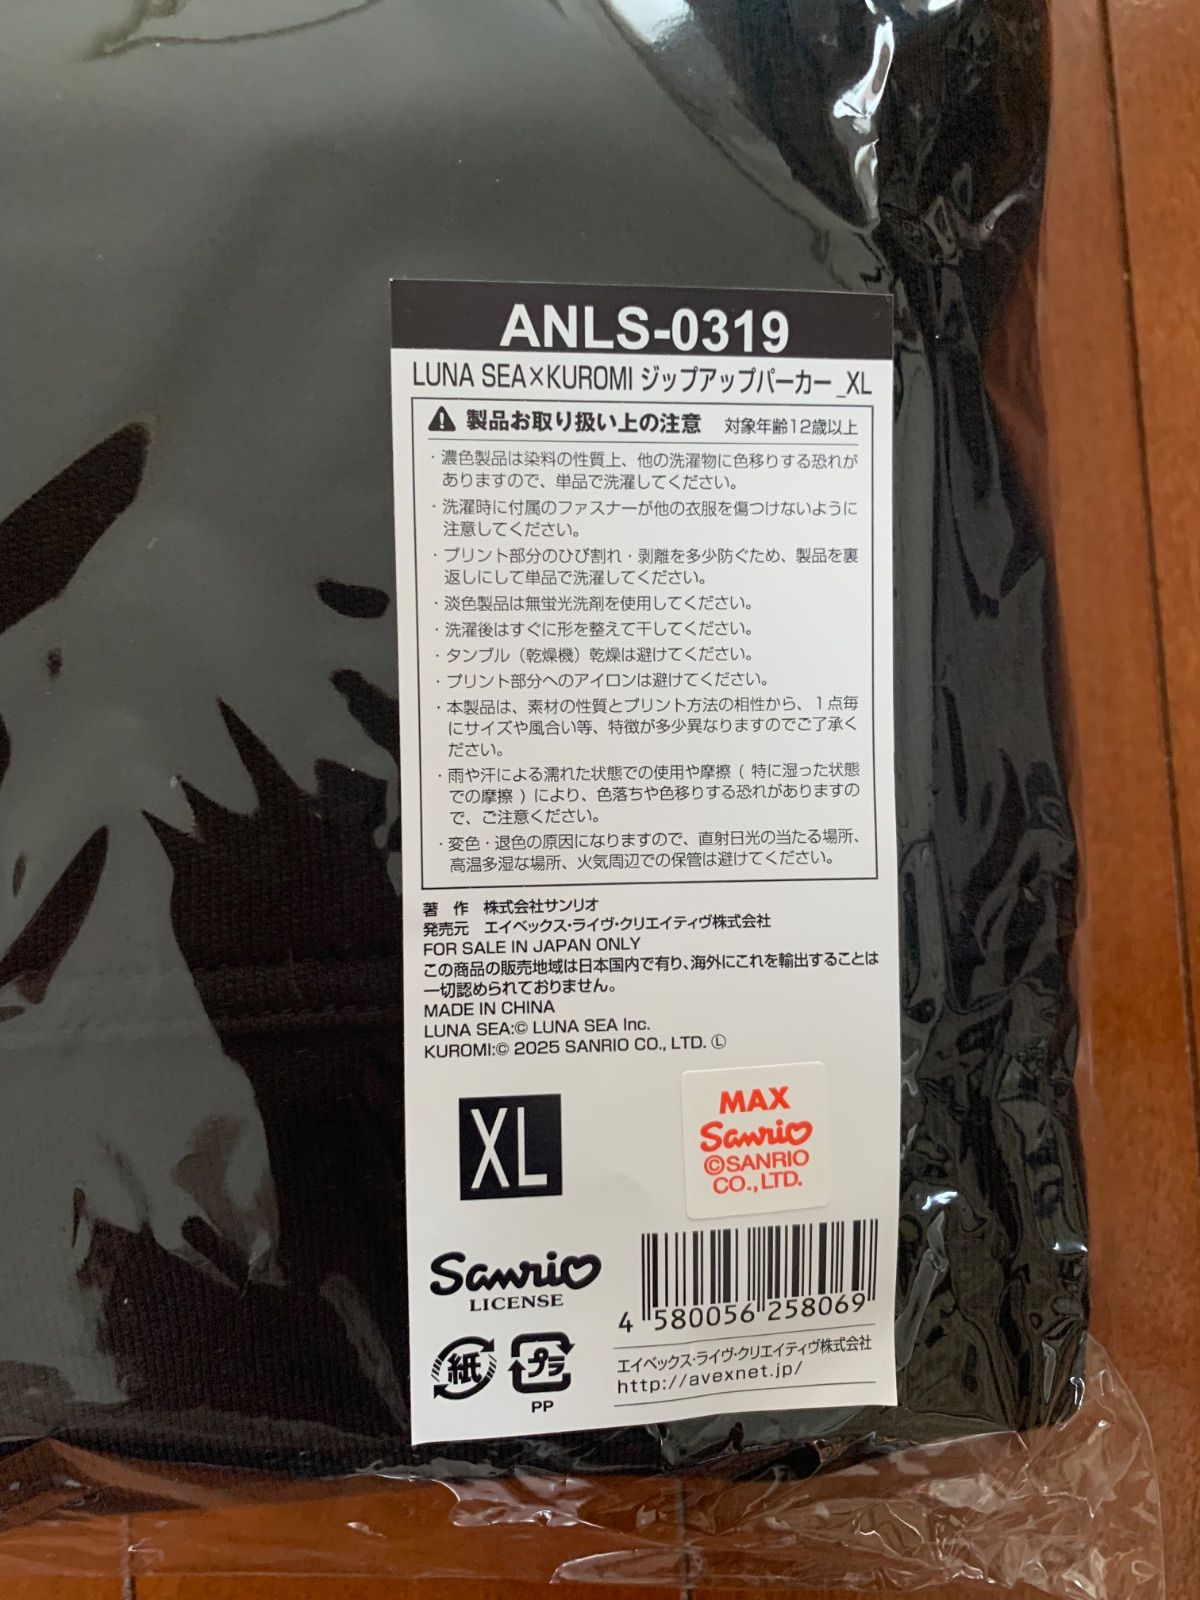 ANLS-0319
LUNA SEA×KUROMI ジップアップパーカー_XL
製品お取り扱い上の注意 対象年齢12歳以上
・濃色製品は染料の性質上、他の洗濯物に色移りする恐れが
ありますので、単品で洗濯してください。
・洗濯時に付属のファスナーが他の衣服を傷つけないように
注意してください。
・プリント部分のひび割れ・剥離を多少防ぐため、製品を裏
返しにして単品で洗濯してください。
・淡色製品は無蛍光洗剤を使用してください。
・洗濯後はすぐに形を整えて干してください。
・タンブル（乾燥機）乾燥は避けてください。
・プリント部分へのアイロンは避けてください。
・本製品は、素材の性質とプリント方法の相性から、1点毎
にサイズや風合い等、特徴が多少異なりますのでご了承く
ださい。
・雨や汗による濡れた状態での使用や摩擦 ( 特に湿った状態
での摩擦 ) により、色落ちや色移りする恐れがありますの
で、ご注意ください。
・変色・退色の原因になりますので、直射日光の当たる場所、
高温多湿な場所、火気周辺での保管は避けてください。
著 作 株式会社サンリオ
発売元 エイベックス・ライヴ・クリエイティヴ株式会社
FOR SALE IN JAPAN ONLY
この商品の販売地域は日本国内で有り、海外にこれを輸出することは
一切認められておりません。
MADE IN CHINA
LUNA SEA:© LUNA SEA Inc.
KUROMI:© 2025 SANRIO CO., LTD. Ⓛ
XL
MAX
Sanrio
©SANRIO
CO.,LTD.
Sanrio
LICENSE
4 580056 258069
紙
プラ
PP
エイベックス・ライヴ・クリエイティヴ株式会社
http://avexnet.jp/